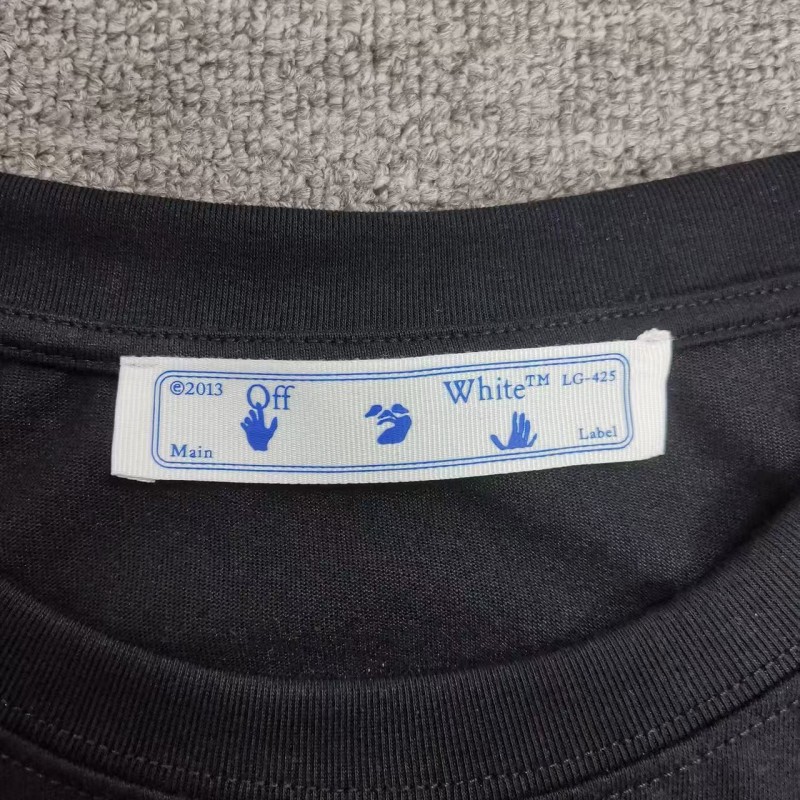 ©2013 Off White™ LG-425
Main Label